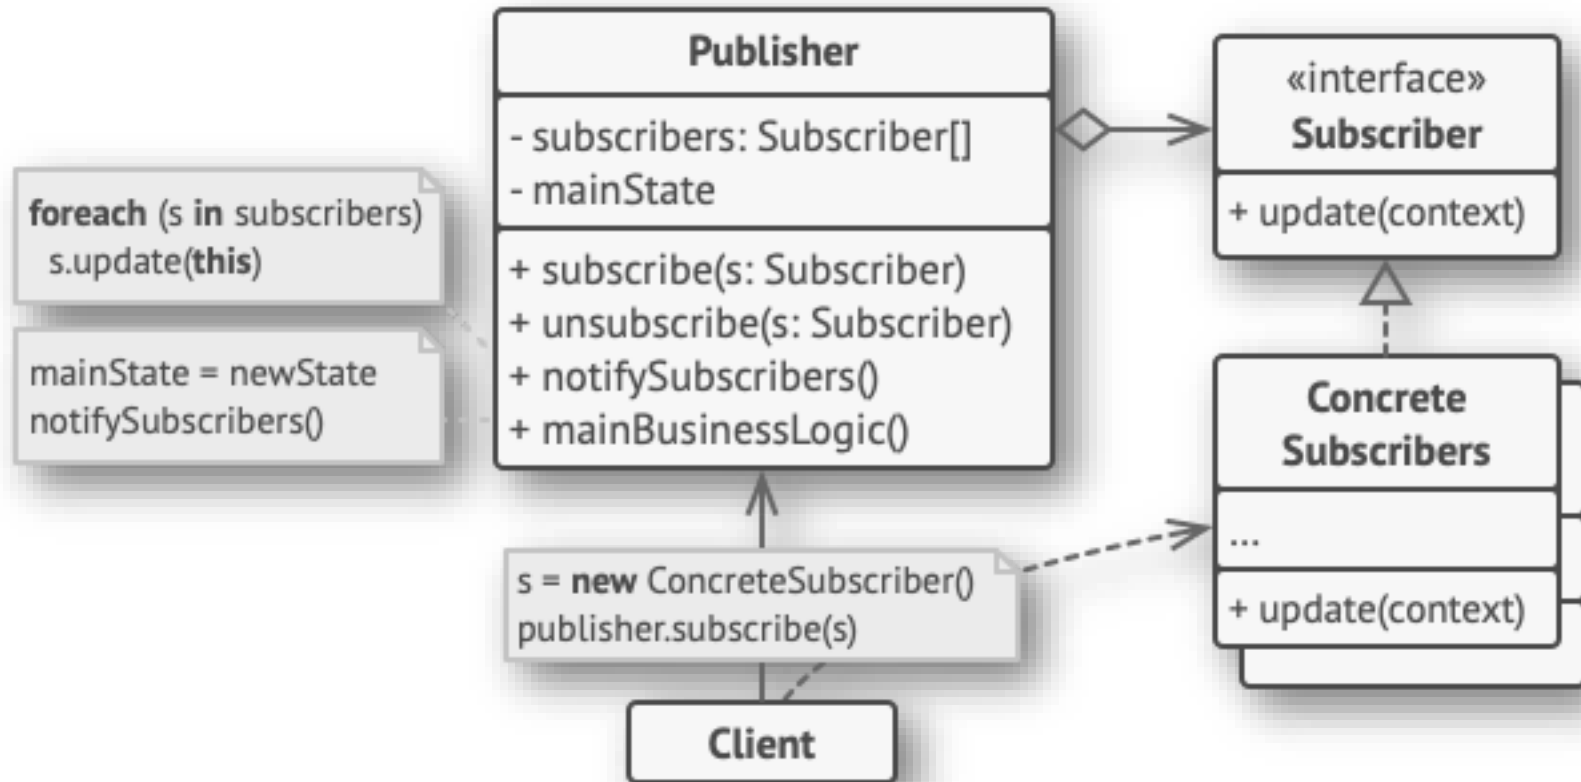 Publisher
- subscribers: Subscriber[]
- mainState
+ subscribe(s: Subscriber)
+ unsubscribe(s: Subscriber)
+ notifySubscribers()
+ mainBusinessLogic()
«interface»
Subscriber
+ update(context)
foreach (s in subscribers)
s.update(this)
mainState = newState
notifySubscribers()
Concrete
Subscribers
...
+ update(context)
s = new ConcreteSubscriber()
publisher.subscribe(s)
Client